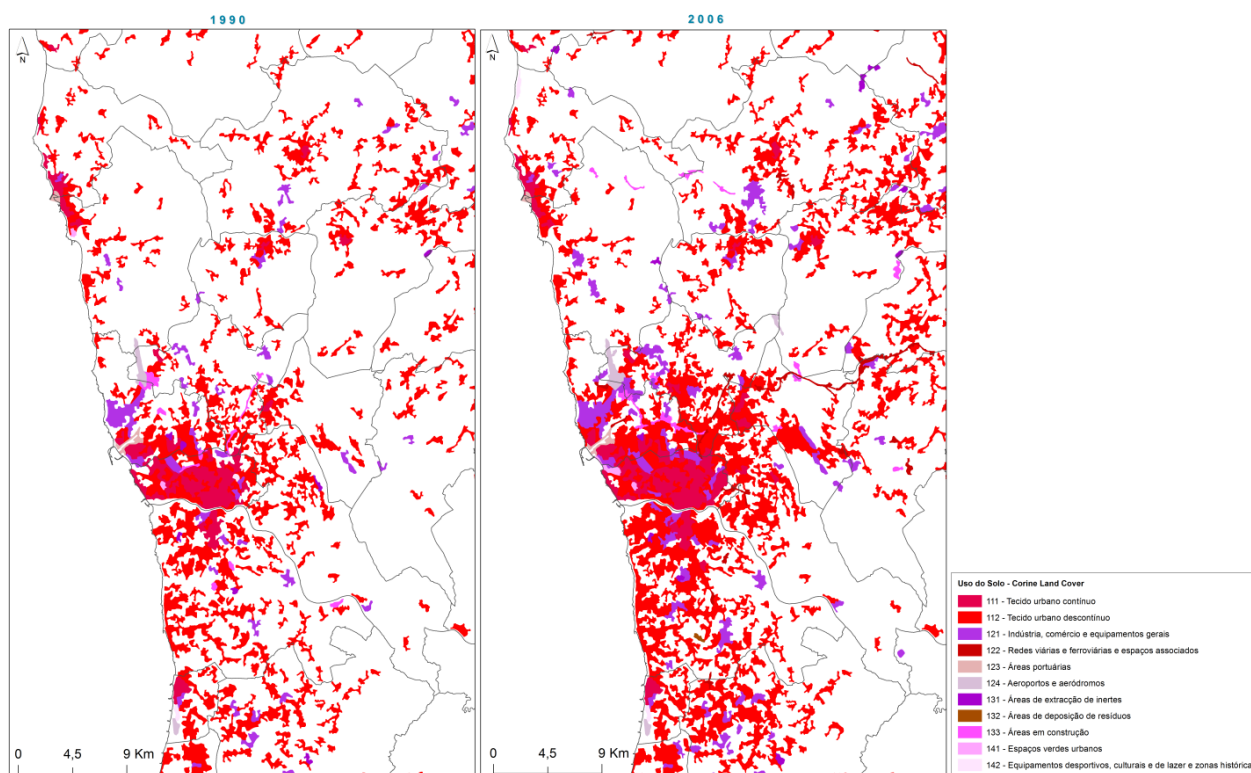 1990
2006
N
N
0 4,5 9 Km
0 4,5 9 Km
Uso do Solo - Corine Land Cover
111 - Tecido urbano contínuo
112 - Tecido urbano descontínuo
121 - Indústria, comércio e equipamentos gerais
122 - Redes viárias e ferroviárias e espaços associados
123 - Áreas portuárias
124 - Aeroportos e aeródromos
131 - Áreas de extracção de inertes
132 - Áreas de deposição de resíduos
133 - Áreas em construção
141 - Espaços verdes urbanos
142 - Equipamentos desportivos, culturais e de lazer e zonas histórica